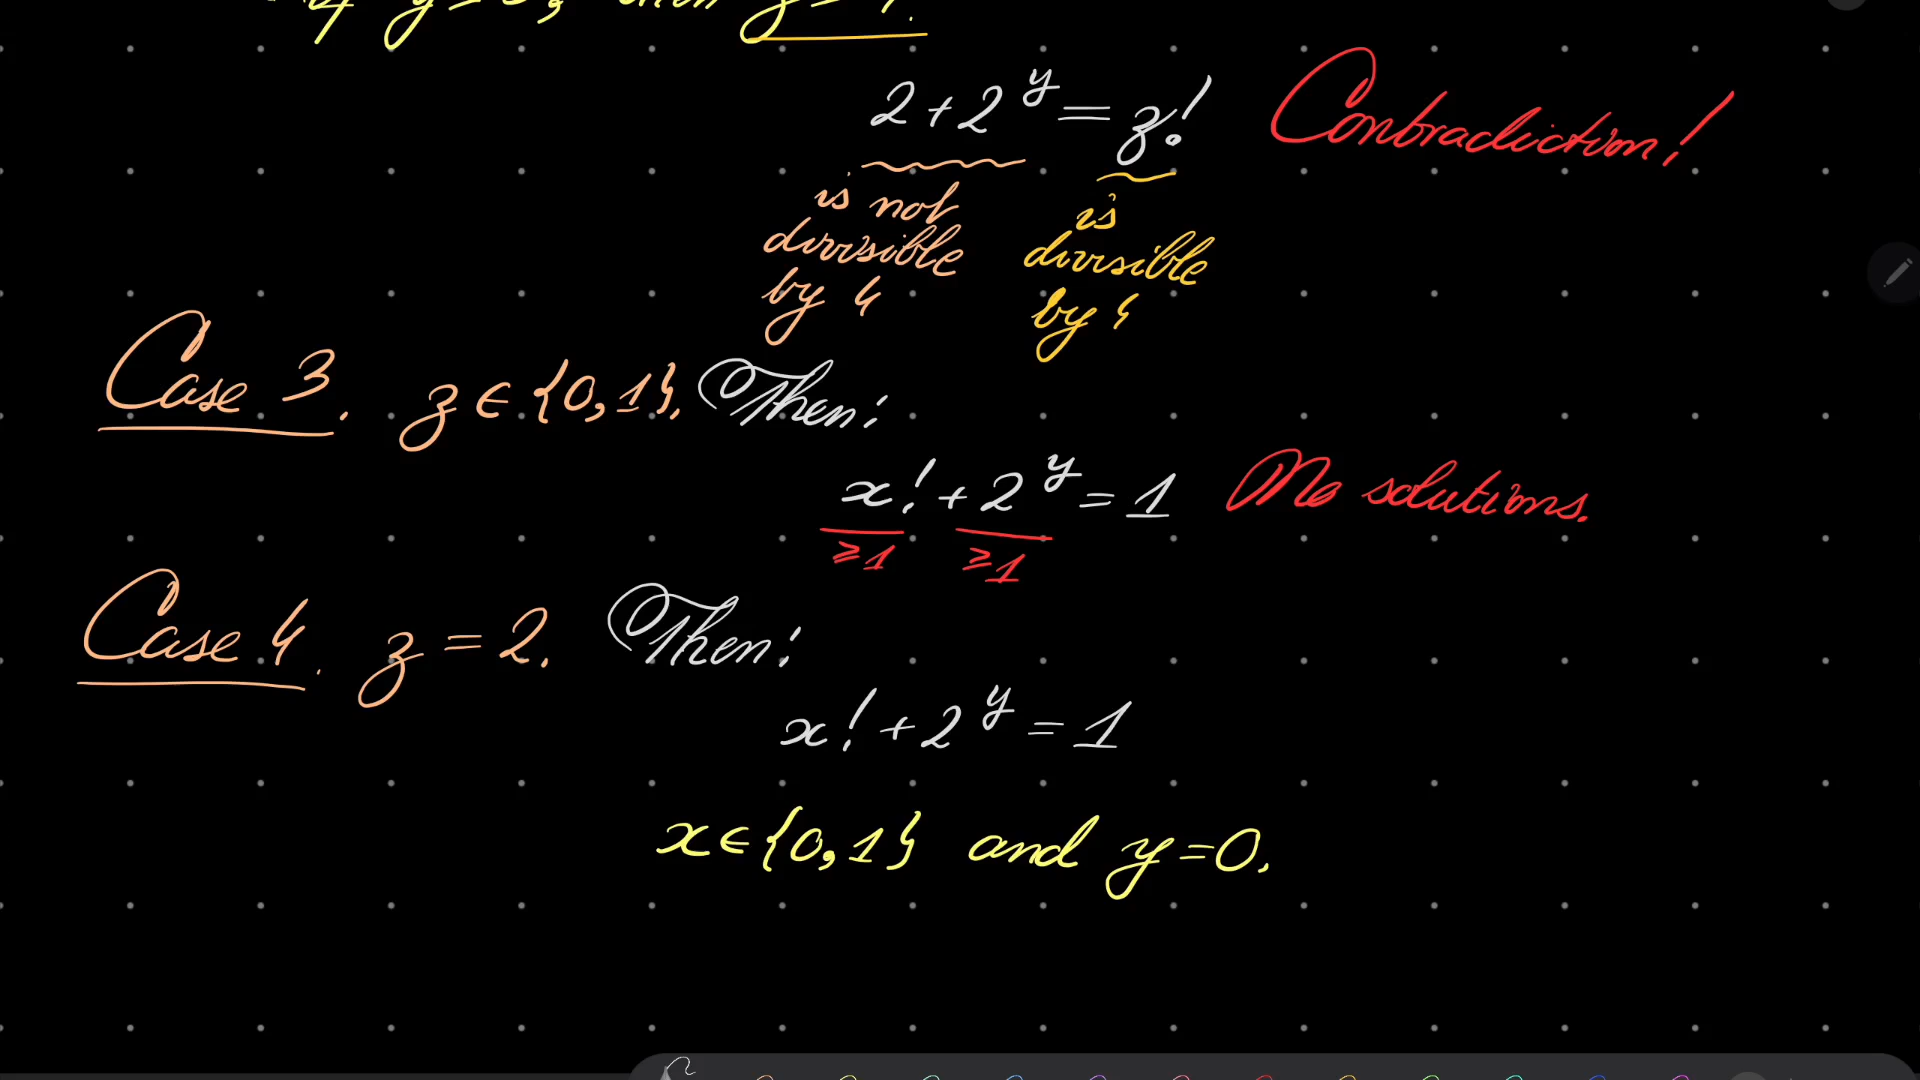 2 + 2^y = z! Contradiction!
is not divisible by 4
is divisible by 4
Case 3. z ∈ {0, 1}. Then:
x! + 2^y = 1 No solutions.
≥1 ≥1
Case 4. z = 2. Then:
x! + 2^y = 1
x ∈ {0, 1} and y = 0.